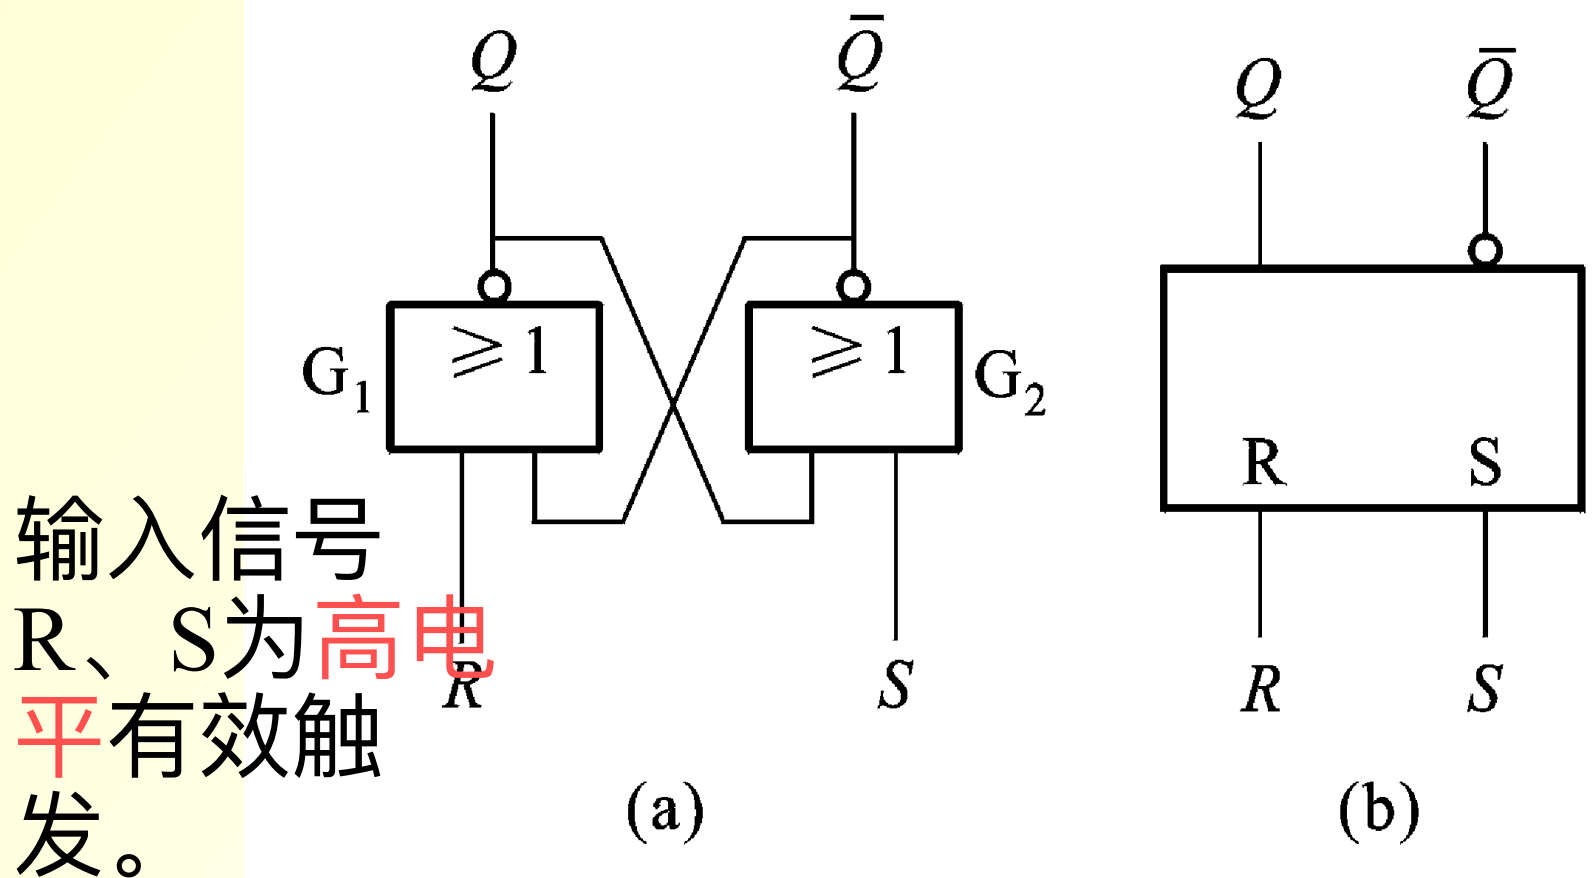 Q Q̄ Q Q̄
G₁ ≥1 ≥1 G₂
R S
输入信号
R、S为高电
平有效触
发。
R S R S
(a) (b)